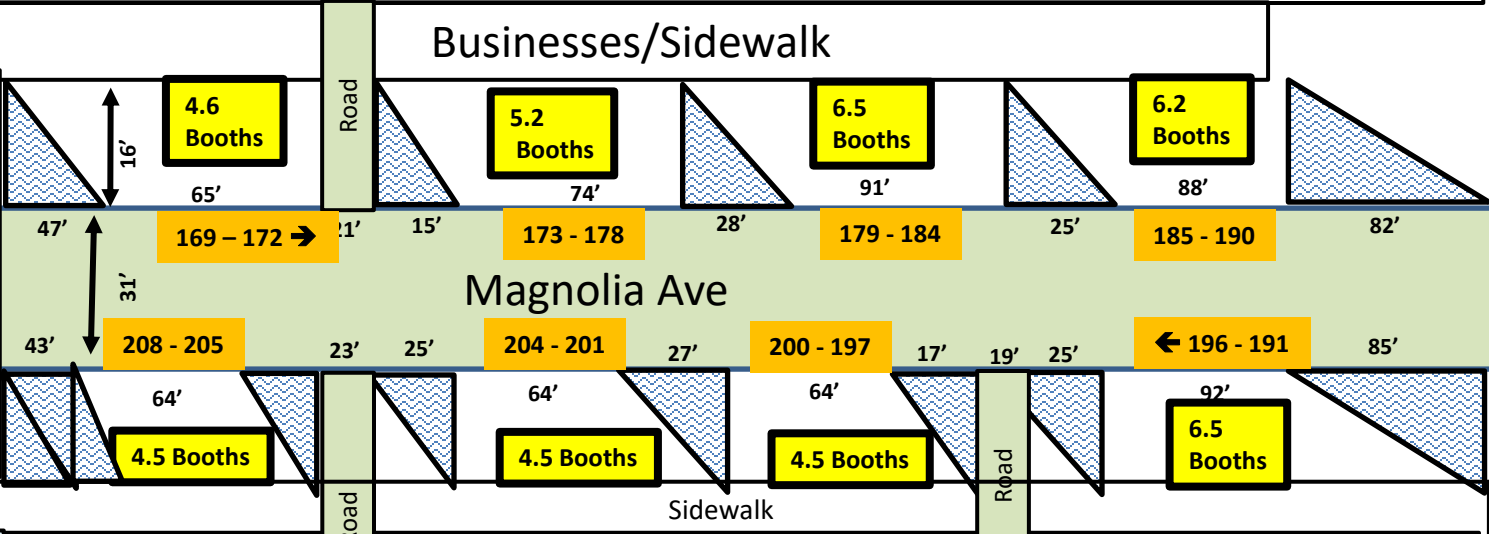 Businesses/Sidewalk
Road
4.6
Booths
5.2
Booths
6.5
Booths
6.2
Booths
16’
65’
74’
91’
88’
47’
169 – 172 →
21’
15’
173 - 178
28’
179 - 184
25’
185 - 190
82’
31’
Magnolia Ave
43’
208 - 205
23’
25’
204 - 201
27’
200 - 197
17’
19’
25’
← 196 - 191
85’
64’
64’
64’
92’
4.5 Booths
4.5 Booths
4.5 Booths
6.5
Booths
Road
Road
Sidewalk